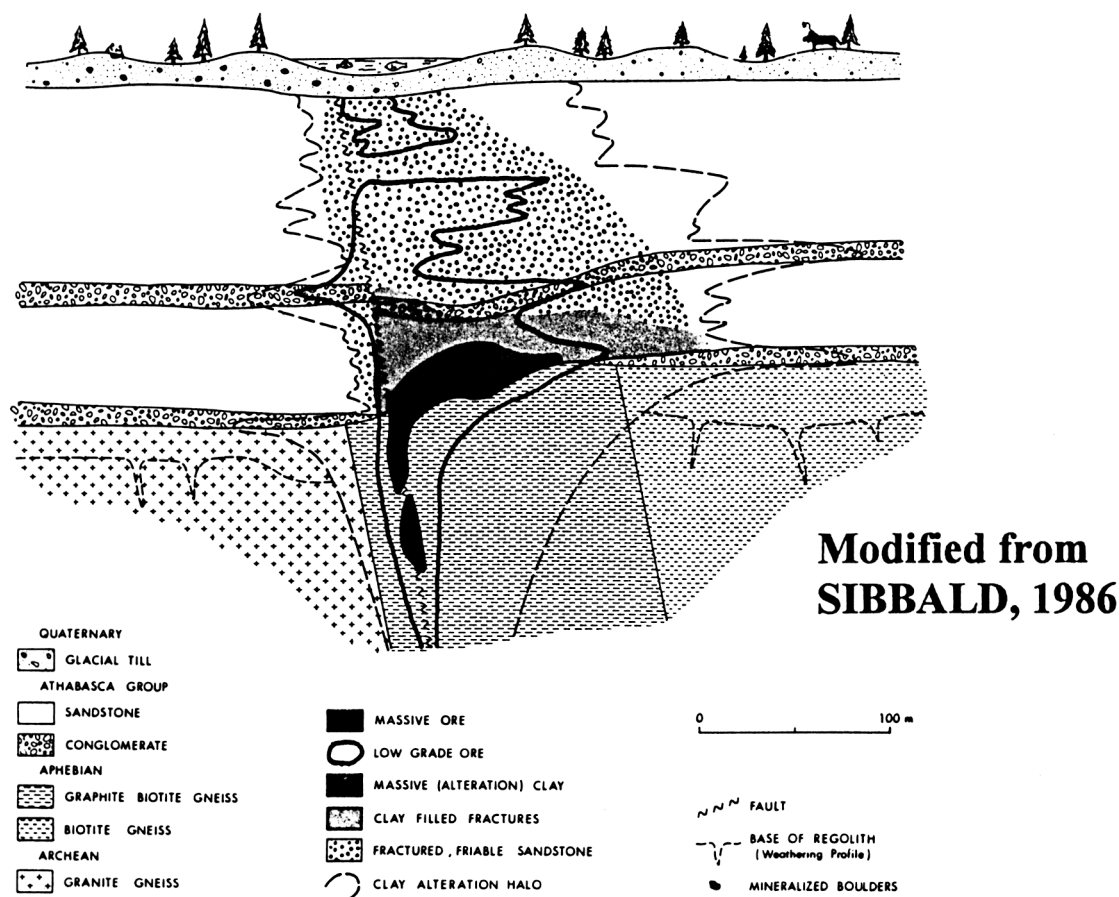 Modified from
SIBBALD, 1986
QUATERNARY
GLACIAL TILL
ATHABASCA GROUP
SANDSTONE
CONGLOMERATE
APHEBIAN
GRAPHITE BIOTITE GNEISS
BIOTITE GNEISS
ARCHEAN
GRANITE GNEISS
MASSIVE ORE
LOW GRADE ORE
MASSIVE (ALTERATION) CLAY
CLAY FILLED FRACTURES
FRACTURED, FRIABLE SANDSTONE
CLAY ALTERATION HALO
0 100 m
FAULT
BASE OF REGOLITH
(Weathering Profile)
MINERALIZED BOULDERS